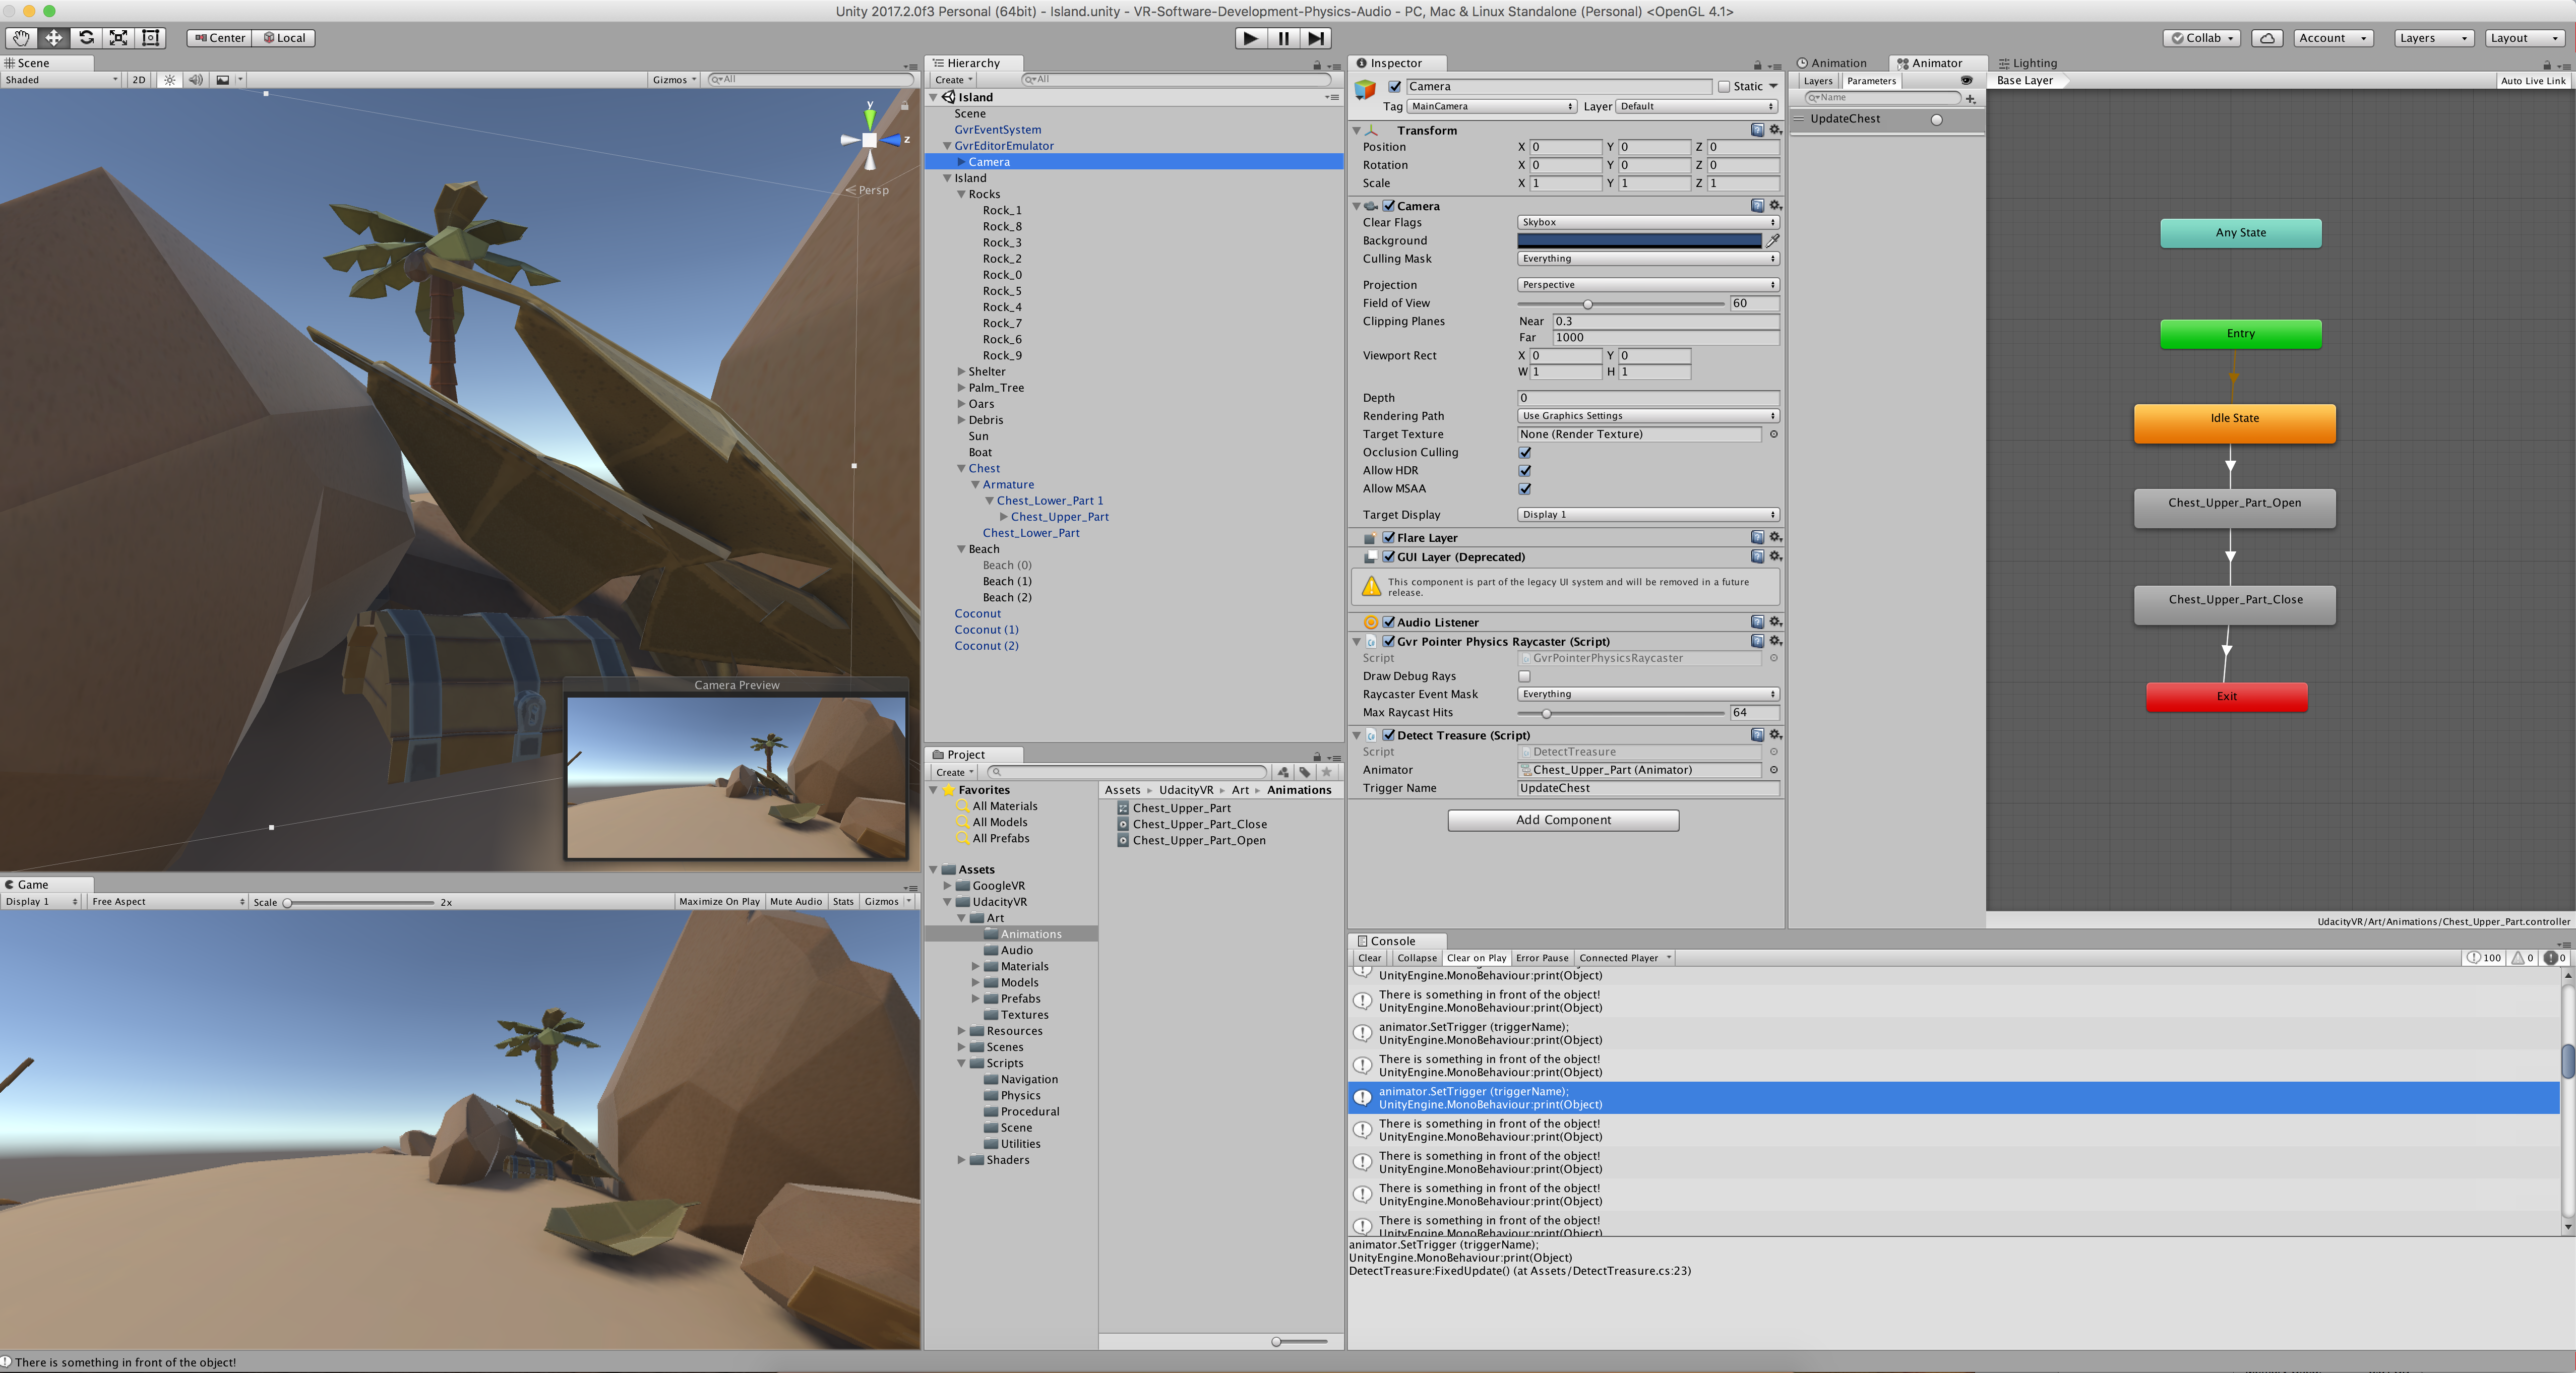 Unity 2017.2.0f3 Personal (64bit) - Island.unity - VR-Software-Development-Physics-Audio - PC, Mac & Linux Standalone (Personal) <OpenGL 4.1>
Center Local
Collab Account Layers Layout
Scene
Shaded 2D Gizmos All
y
z
Persp
Camera Preview
Game
Display 1 Free Aspect Scale 2x Maximize On Play Mute Audio Stats Gizmos
Hierarchy
Create All
Island
Scene
GvrEventSystem
GvrEditorEmulator
Camera
Island
Rocks
Rock_1
Rock_8
Rock_3
Rock_2
Rock_0
Rock_5
Rock_4
Rock_7
Rock_6
Rock_9
Shelter
Palm_Tree
Oars
Debris
Sun
Boat
Chest
Armature
Chest_Lower_Part 1
Chest_Upper_Part
Chest_Lower_Part
Beach
Beach (0)
Beach (1)
Beach (2)
Coconut
Coconut (1)
Coconut (2)
Project
Create
Favorites
All Materials
All Models
All Prefabs
Assets
GoogleVR
UdacityVR
Art
Animations
Audio
Materials
Models
Prefabs
Textures
Resources
Scenes
Scripts
Navigation
Physics
Procedural
Scene
Utilities
Shaders
Assets UdacityVR Art Animations
Chest_Upper_Part
Chest_Upper_Part_Close
Chest_Upper_Part_Open
Inspector
Camera Static
Tag MainCamera Layer Default
Transform
Position X 0 Y 0 Z 0
Rotation X 0 Y 0 Z 0
Scale X 1 Y 1 Z 1
Camera
Clear Flags Skybox
Background
Culling Mask Everything
Projection Perspective
Field of View 60
Clipping Planes Near 0.3
Far 1000
Viewport Rect X 0 Y 0
W 1 H 1
Depth 0
Rendering Path Use Graphics Settings
Target Texture None (Render Texture)
Occlusion Culling
Allow HDR
Allow MSAA
Target Display Display 1
Flare Layer
GUI Layer (Deprecated)
This component is part of the legacy UI system and will be removed in a future
release.
Audio Listener
Gvr Pointer Physics Raycaster (Script)
Script GvrPointerPhysicsRaycaster
Draw Debug Rays
Raycaster Event Mask Everything
Max Raycast Hits 64
Detect Treasure (Script)
Script DetectTreasure
Animator Chest_Upper_Part (Animator)
Trigger Name UpdateChest
Add Component
Animation Animator Lighting
Layers Parameters Base Layer Auto Live Link
Name
UpdateChest
Any State
Entry
Idle State
Chest_Upper_Part_Open
Chest_Upper_Part_Close
Exit
UdacityVR/Art/Animations/Chest_Upper_Part.controller
Console
Clear Collapse Clear on Play Error Pause Connected Player 100 0 0
UnityEngine.MonoBehaviour:print(Object)
There is something in front of the object!
UnityEngine.MonoBehaviour:print(Object)
animator.SetTrigger (triggerName);
UnityEngine.MonoBehaviour:print(Object)
There is something in front of the object!
UnityEngine.MonoBehaviour:print(Object)
animator.SetTrigger (triggerName);
UnityEngine.MonoBehaviour:print(Object)
There is something in front of the object!
UnityEngine.MonoBehaviour:print(Object)
There is something in front of the object!
UnityEngine.MonoBehaviour:print(Object)
There is something in front of the object!
UnityEngine.MonoBehaviour:print(Object)
There is something in front of the object!
UnityEngine.MonoBehaviour:print(Object)
animator.SetTrigger (triggerName);
UnityEngine.MonoBehaviour:print(Object)
DetectTreasure:FixedUpdate() (at Assets/DetectTreasure.cs:23)
There is something in front of the object!